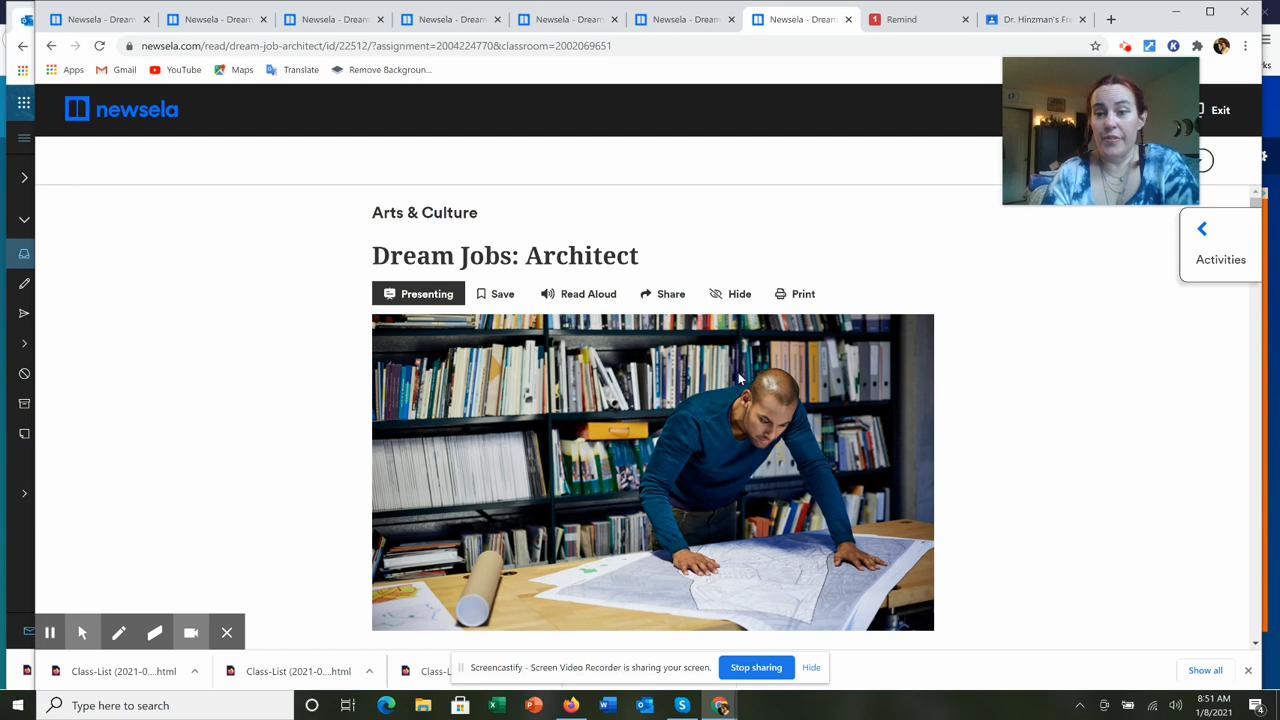 Newsela - Dream
Newsela - Dream
Newsela - Dream
Newsela - Dream
Newsela - Dream
Newsela - Dream
Newsela - Dream
Remind
Dr. Hinzman's Fre
newsela.com/read/dream-job-architect/id/22512/?assignment=2004224770&classroom=2002069651
Apps
Gmail
YouTube
Maps
Translate
Remove Backgroun...
newsela
Exit
Arts & Culture
Dream Jobs: Architect
Activities
Presenting
Save
Read Aloud
Share
Hide
Print
Class-List (2021-0....html
Class-List (2021-0....html
Class-L
Screencastify - Screen Video Recorder is sharing your screen.
Stop sharing
Hide
Show all
Type here to search
8:51 AM
1/8/2021